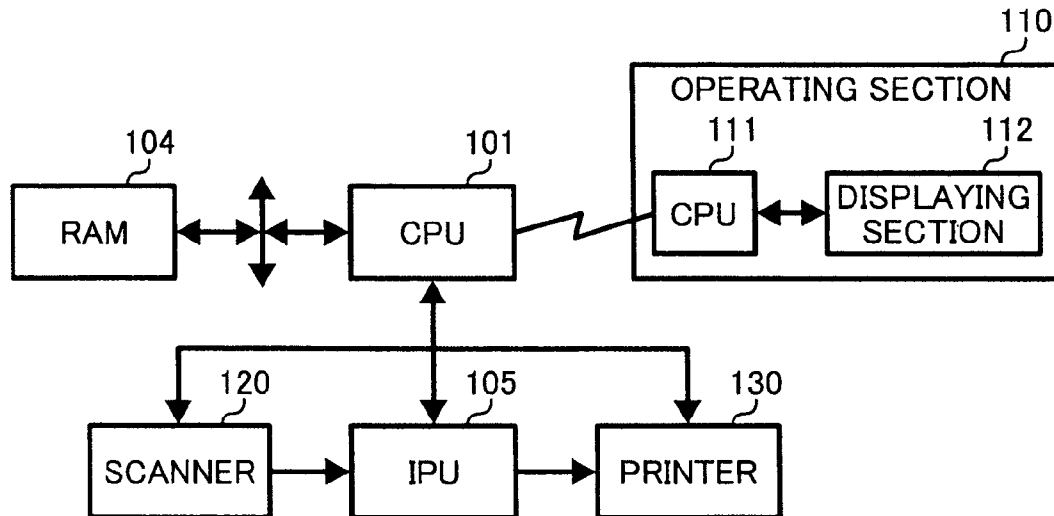 110
OPERATING SECTION
104
101
111
112
RAM
CPU
CPU
DISPLAYING
SECTION
120
105
130
SCANNER
IPU
PRINTER